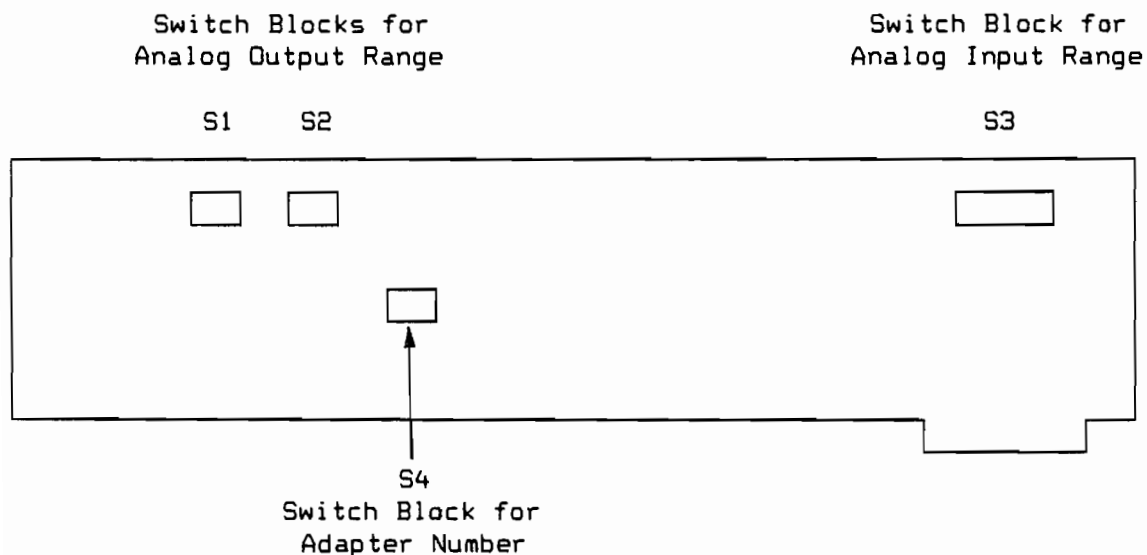 Switch Blocks for
Analog Output Range
Switch Block for
Analog Input Range
S1
S2
S3
S4
Switch Block for
Adapter Number